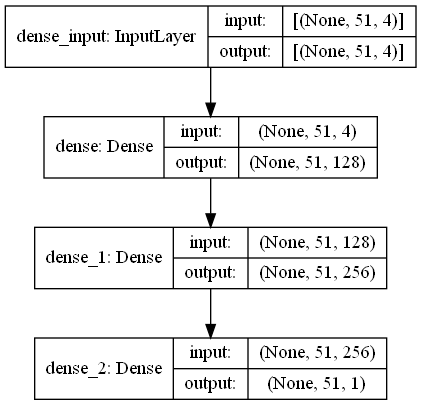 dense_input: InputLayer
input: [(None, 51, 4)]
output: [(None, 51, 4)]
dense: Dense
input: (None, 51, 4)
output: (None, 51, 128)
dense_1: Dense
input: (None, 51, 128)
output: (None, 51, 256)
dense_2: Dense
input: (None, 51, 256)
output: (None, 51, 1)